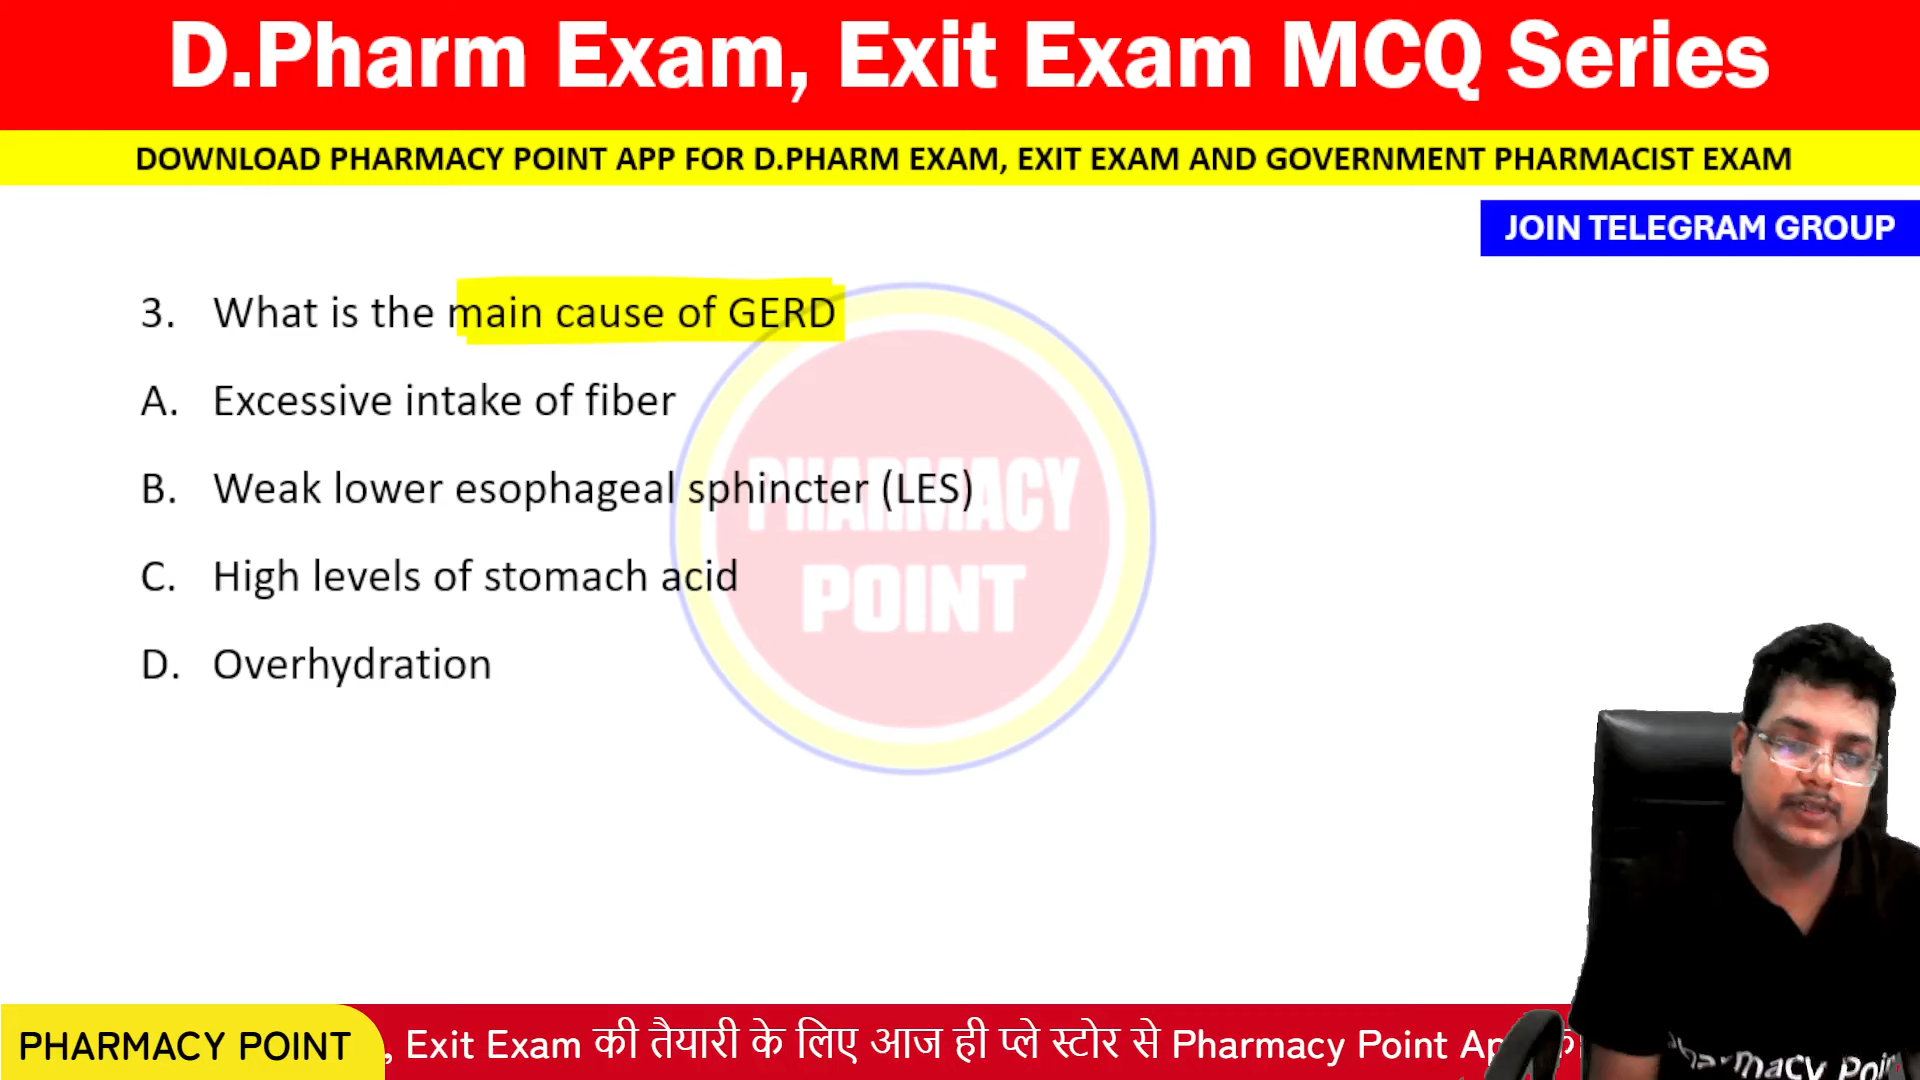 D.Pharm Exam, Exit Exam MCQ Series
DOWNLOAD PHARMACY POINT APP FOR D.PHARM EXAM, EXIT EXAM AND GOVERNMENT PHARMACIST EXAM
JOIN TELEGRAM GROUP
3. What is the main cause of GERD
A. Excessive intake of fiber
B. Weak lower esophageal sphincter (LES)
C. High levels of stomach acid
D. Overhydration
PHARMACY
POINT
PHARMACY POINT
, Exit Exam की तैयारी के लिए आज ही प्ले स्टोर से Pharmacy Point